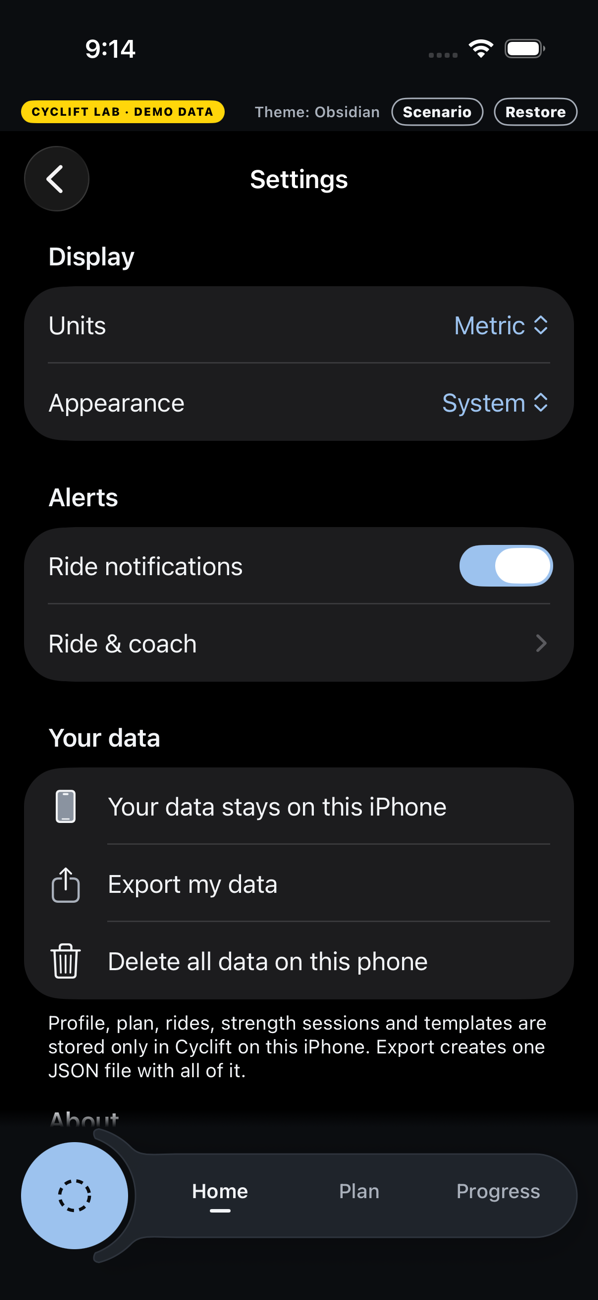 9:14
CYCLIFT LAB · DEMO DATA
Theme: Obsidian
Scenario
Restore
Settings
Display
Units
Metric
Appearance
System
Alerts
Ride notifications
Ride & coach
Your data
Your data stays on this iPhone
Export my data
Delete all data on this phone
Profile, plan, rides, strength sessions and templates are
stored only in Cyclift on this iPhone. Export creates one
JSON file with all of it.
About
Home
Plan
Progress